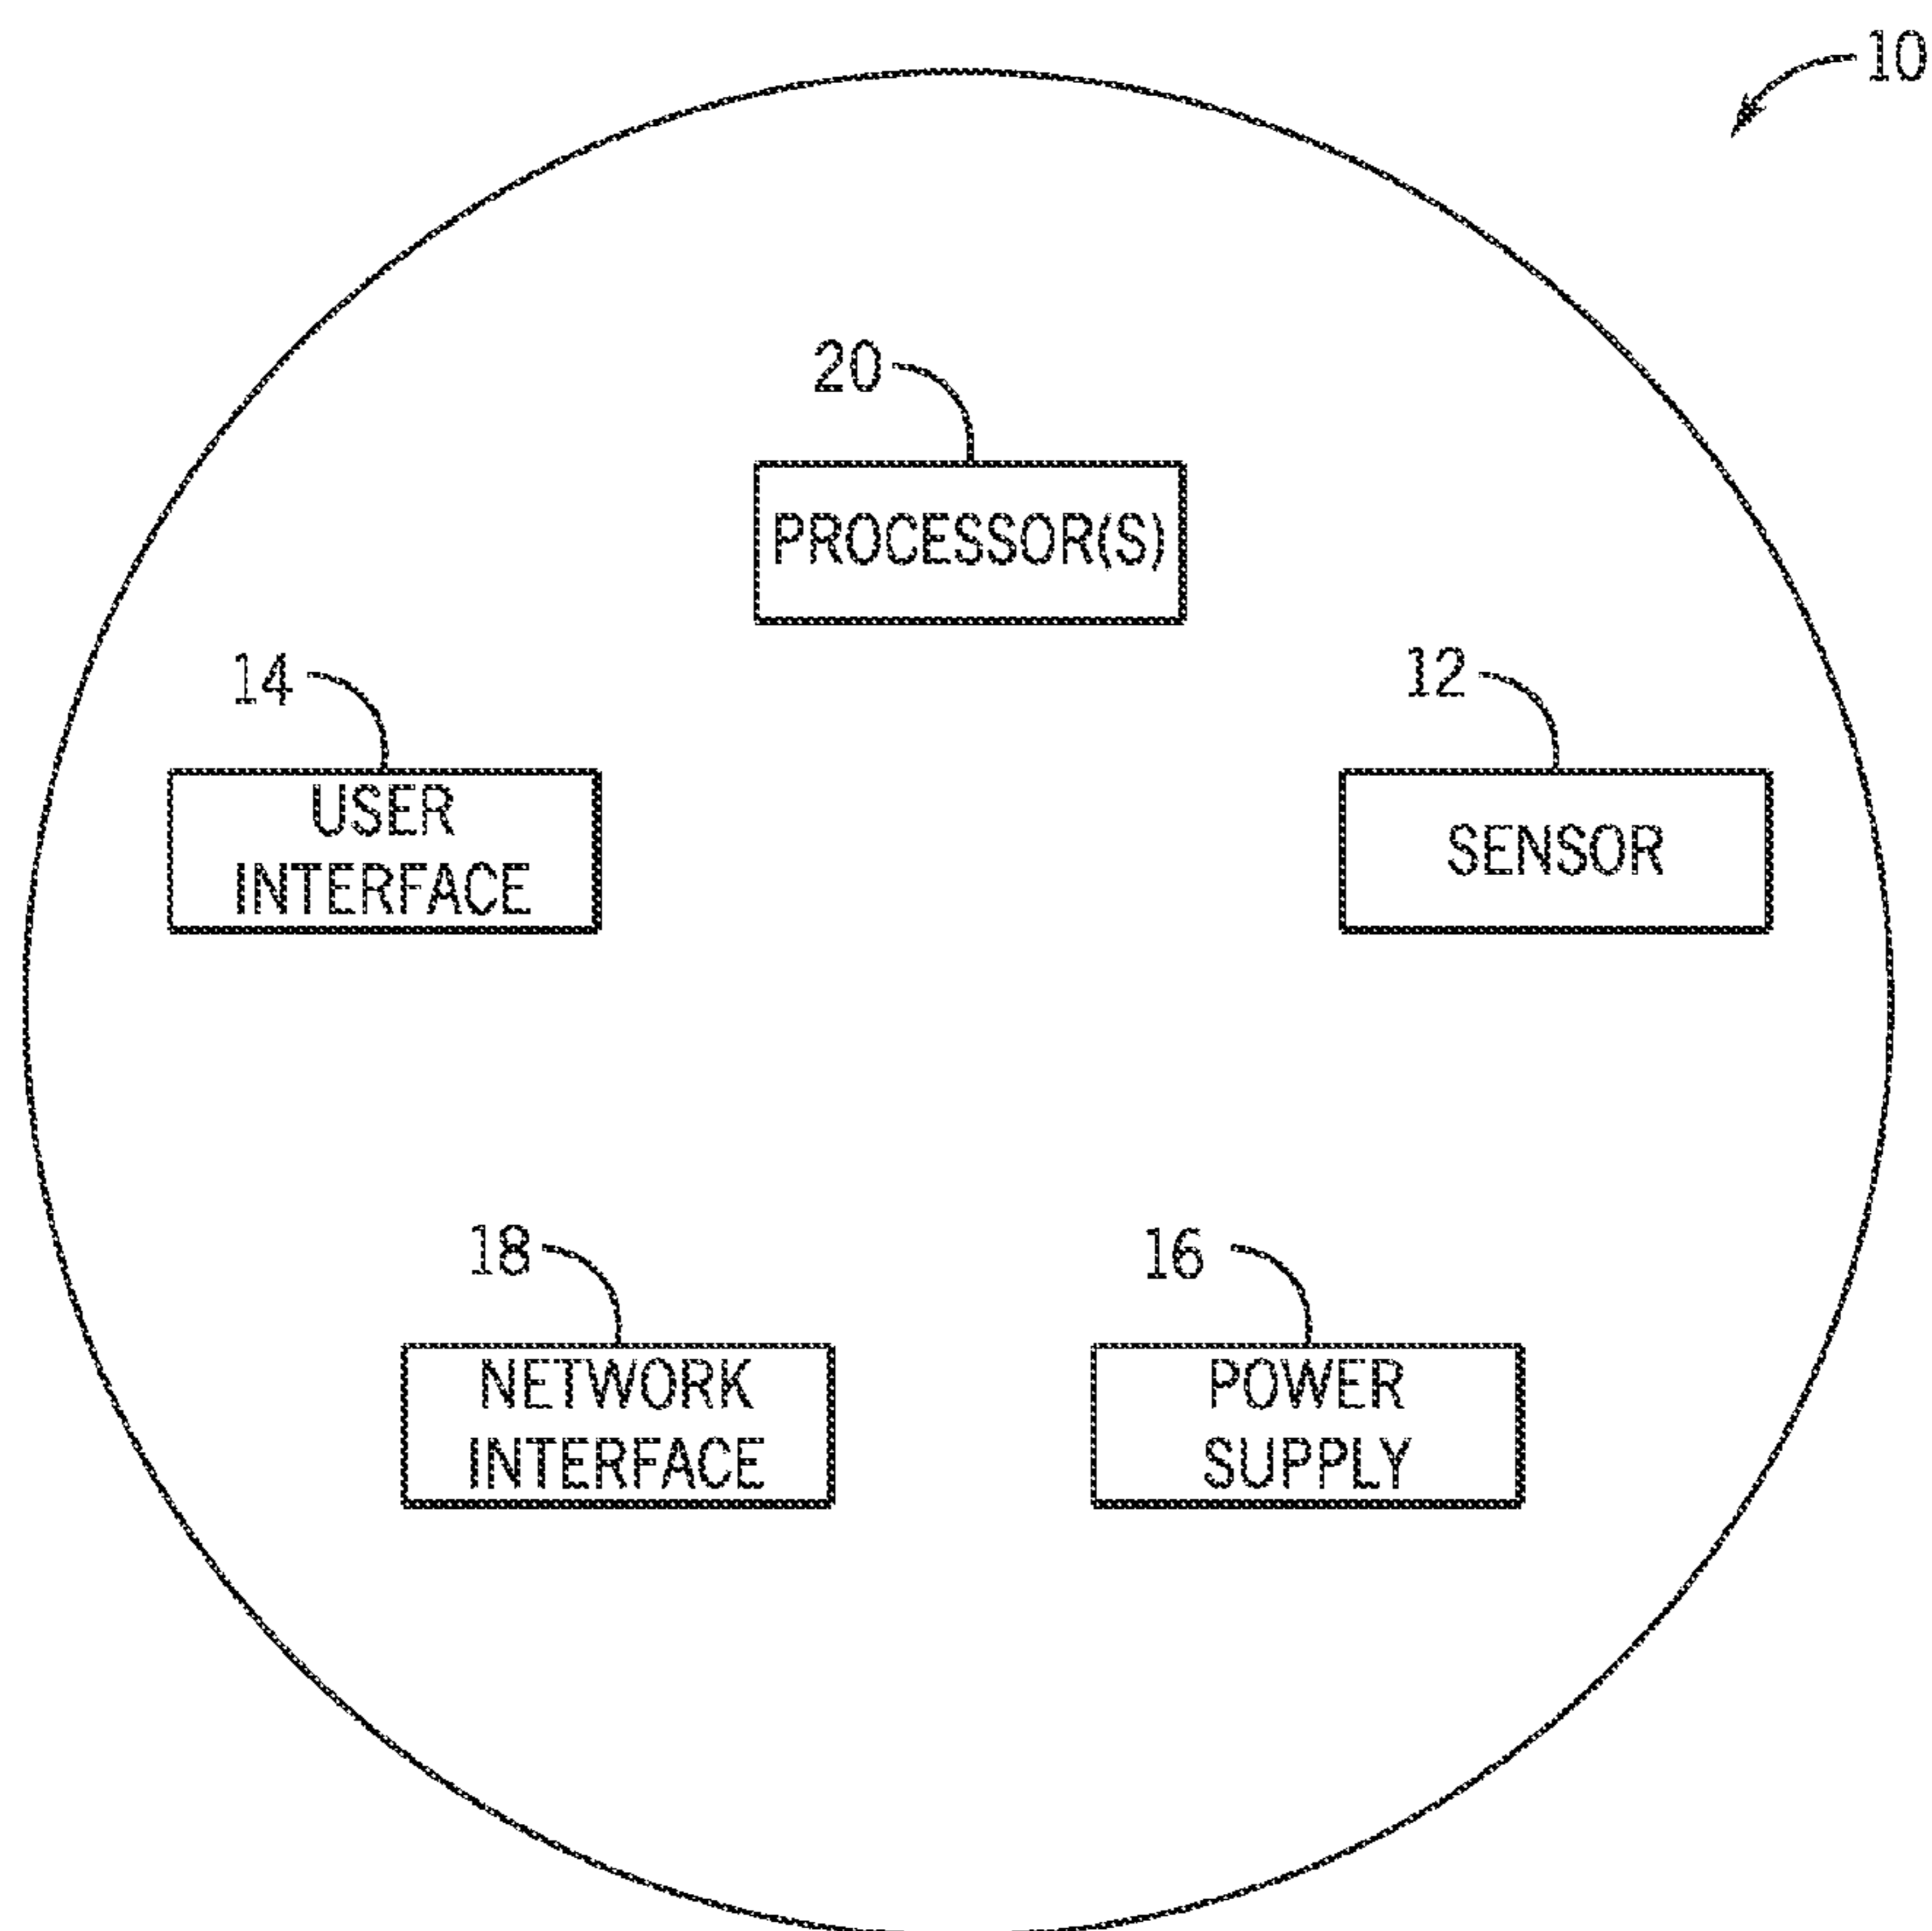 10
20
PROCESSOR(S)
14
USER
INTERFACE
12
SENSOR
18
NETWORK
INTERFACE
16
POWER
SUPPLY